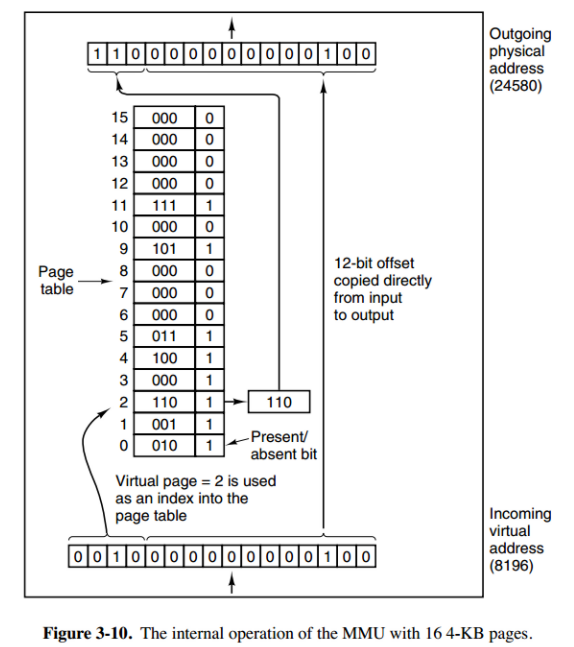 Outgoing
physical
address
(24580)
1 1 0 0 0 0 0 0 0 0 0 0 1 0 0
15 000 0
14 000 0
13 000 0
12 000 0
11 111 1
10 000 0
9 101 1
8 000 0
7 000 0
6 000 0
5 011 1
4 100 1
3 000 1
2 110 1 110
1 001 1
0 010 1
Page
table
12-bit offset
copied directly
from input
to output
Present/
absent bit
Virtual page = 2 is used
as an index into the
page table
0 0 1 0 0 0 0 0 0 0 0 0 0 1 0 0
Incoming
virtual
address
(8196)
Figure 3-10. The internal operation of the MMU with 16 4-KB pages.